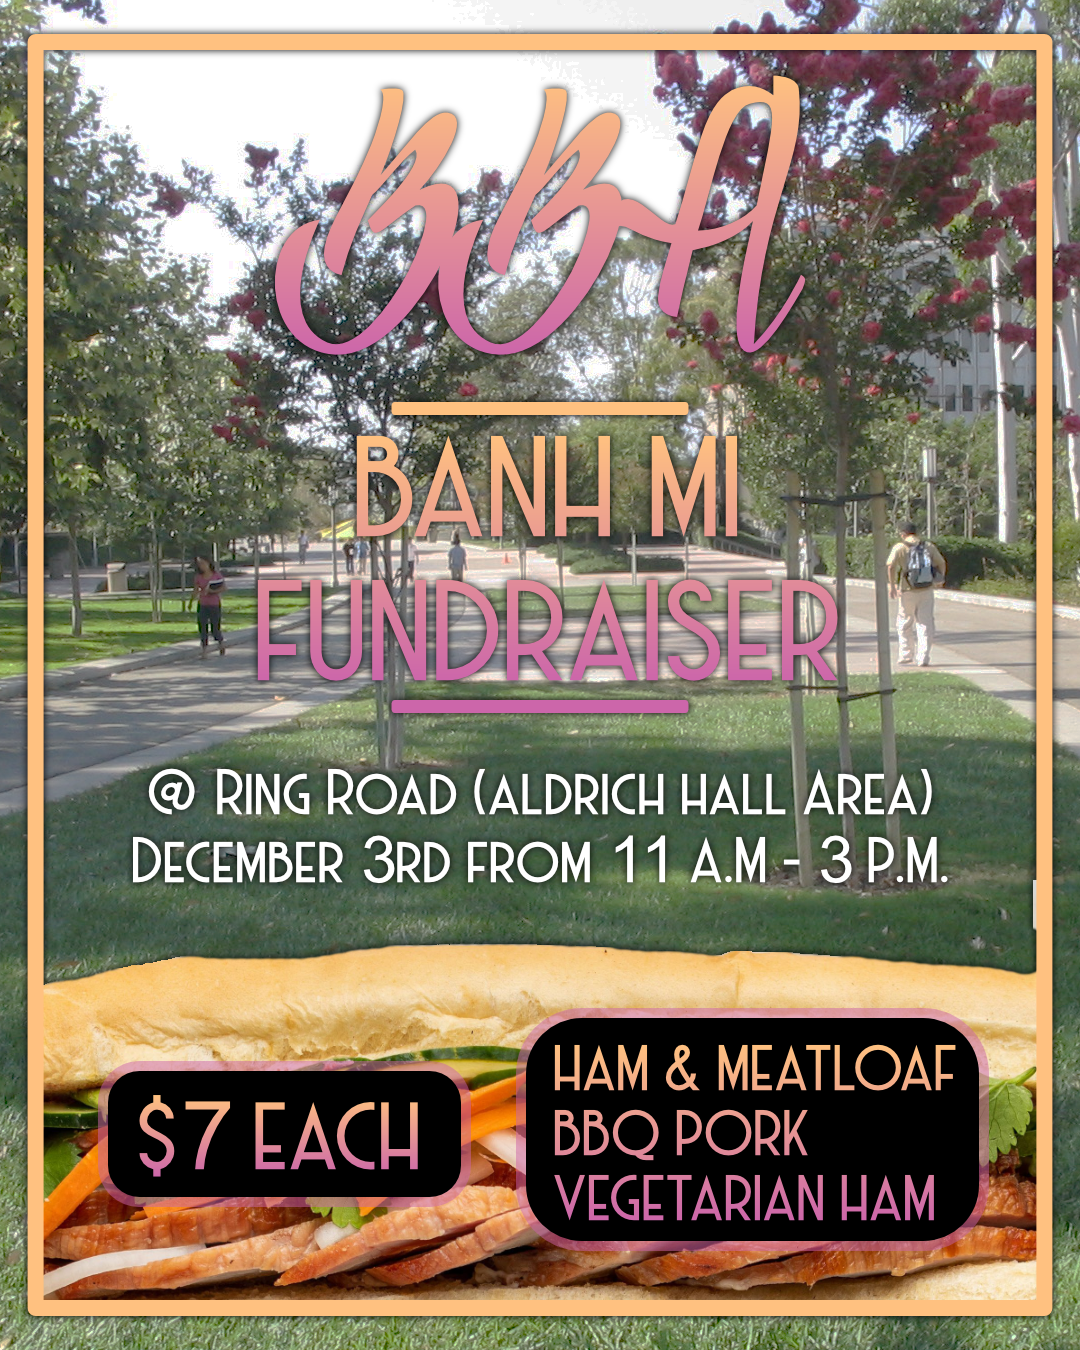 BBA
BANH MI
FUNDRAISER
@ RING ROAD (ALDRICH HALL AREA)
DECEMBER 3RD FROM 11 A.M - 3 P.M.
$7 EACH
HAM & MEATLOAF
BBQ PORK
VEGETARIAN HAM